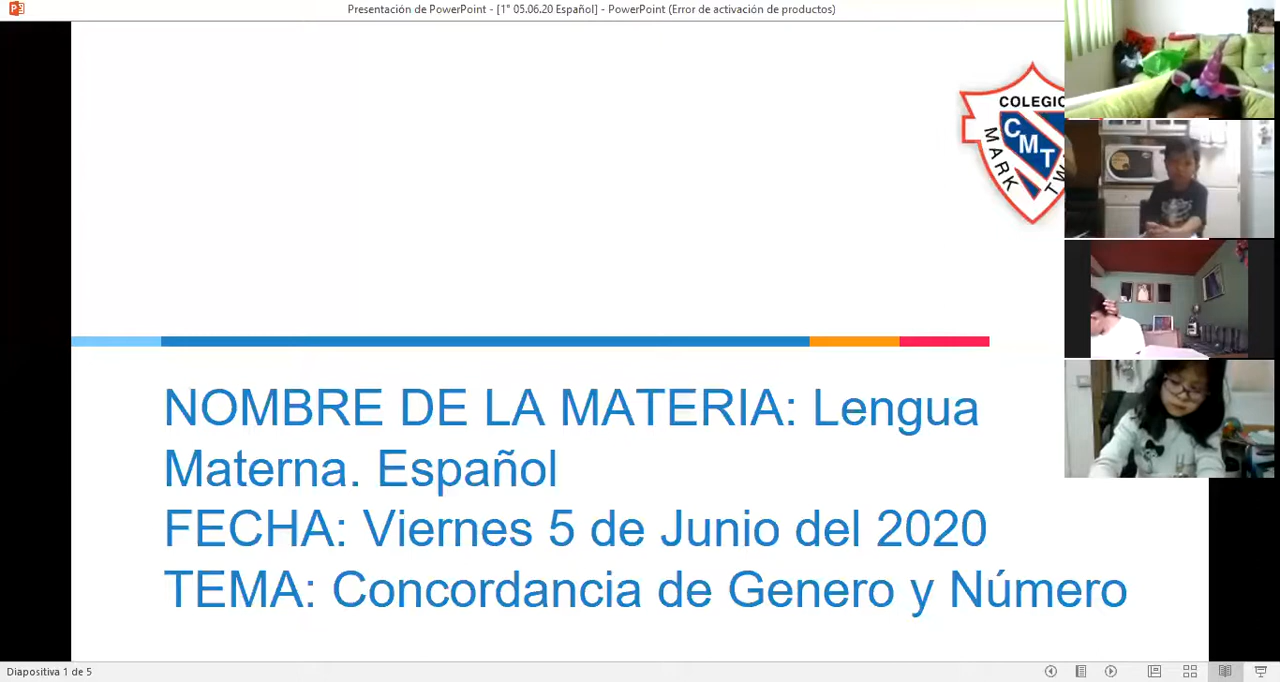 Presentación de PowerPoint - [1° 05.06.20 Español] - PowerPoint (Error de activación de productos)
COLEGIO
CMT
MARK TW
NOMBRE DE LA MATERIA: Lengua
Materna. Español
FECHA: Viernes 5 de Junio del 2020
TEMA: Concordancia de Genero y Número
Diapositiva 1 de 5